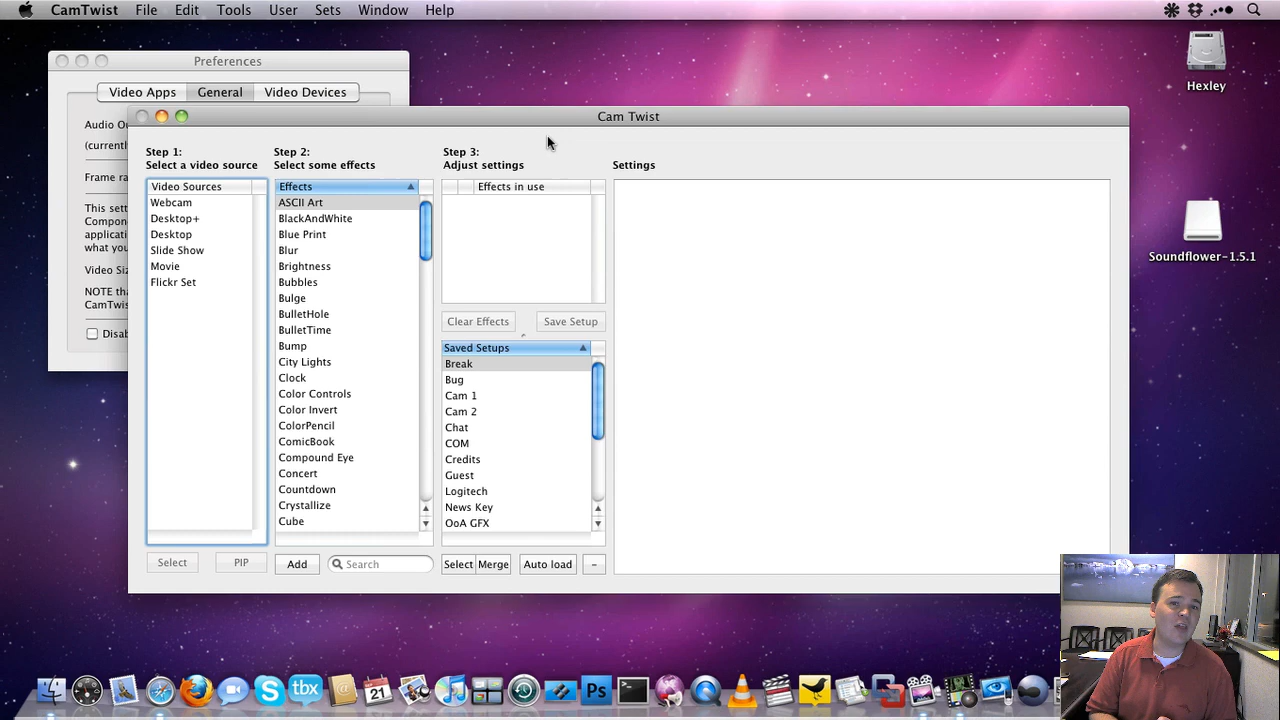 CamTwist File Edit Tools User Sets Window Help
Hexley
Soundflower-1.5.1
Preferences
Video Apps General Video Devices
Audio Ou
(currentl
Frame ra
This sett
Compone
applicati
what you
Video Siz
NOTE tha
CamTwis
Disab
Cam Twist
Step 1:
Select a video source
Video Sources
Webcam
Desktop+
Desktop
Slide Show
Movie
Flickr Set
Select PIP
Step 2:
Select some effects
Effects
ASCII Art
BlackAndWhite
Blue Print
Blur
Brightness
Bubbles
Bulge
BulletHole
BulletTime
Bump
City Lights
Clock
Color Controls
Color Invert
ColorPencil
ComicBook
Compound Eye
Concert
Countdown
Crystallize
Cube
Add Search
Step 3:
Adjust settings
Effects in use
Clear Effects Save Setup
Saved Setups
Break
Bug
Cam 1
Cam 2
Chat
COM
Credits
Guest
Logitech
News Key
OoA GFX
Select Merge Auto load -
Settings
tbx
21
Ps